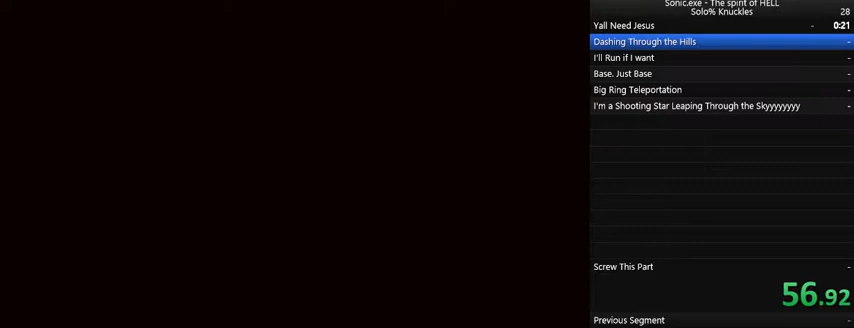 Sonic.exe - The spirit of HELL
Solo% Knuckles 28
Yall Need Jesus - 0:21
Dashing Through the Hills -
I'll Run if I want -
Base. Just Base -
Big Ring Teleportation -
I'm a Shooting Star Leaping Through the Skyyyyyyyy -
Screw This Part -
56.92
Previous Segment -